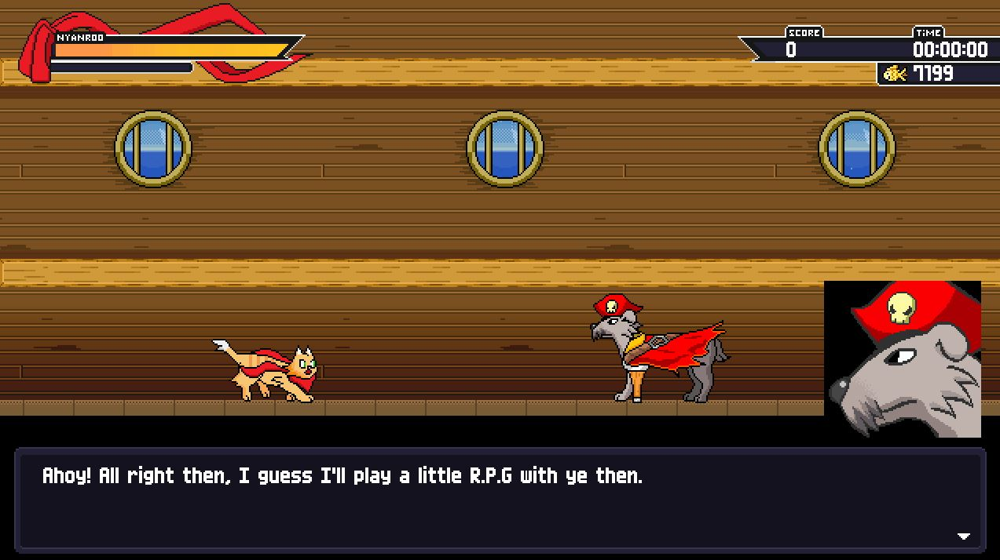 NYANROO
SCORE
TIME
0
00:00:00
7199
Ahoy! All right then, I guess I'll play a little R.P.G with ye then.